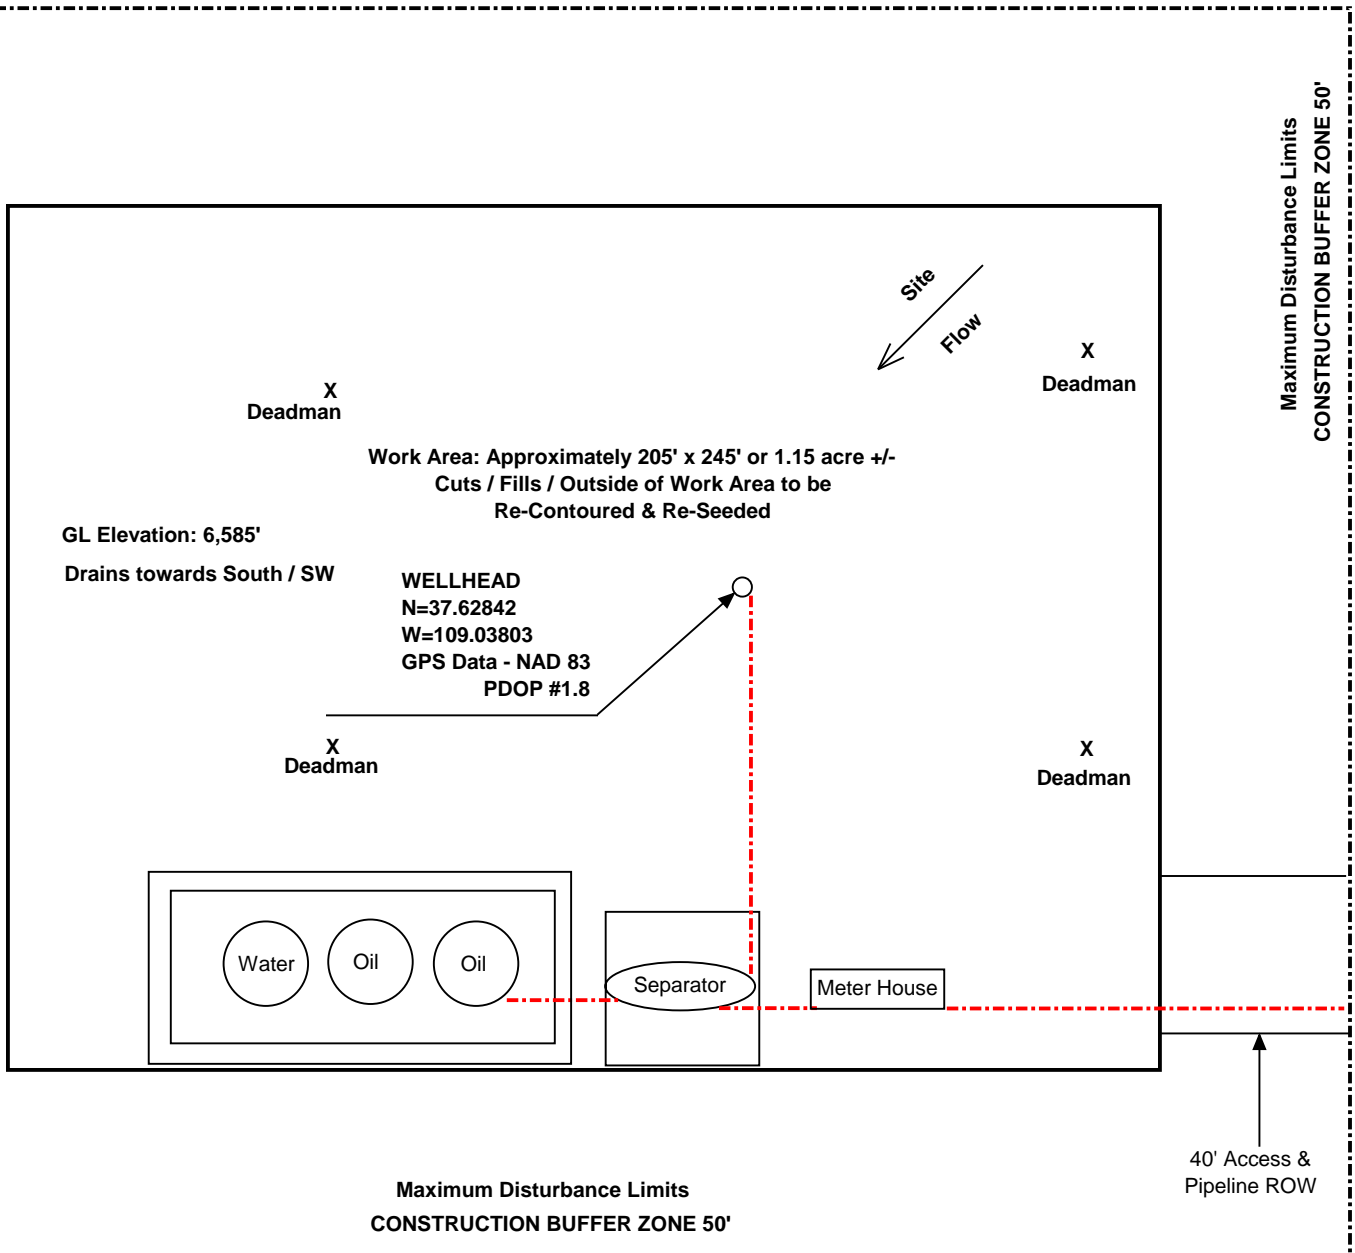 Maximum Disturbance Limits
CONSTRUCTION BUFFER ZONE 50'
Site
Flow
X
Deadman
X
Deadman
Work Area: Approximately 205' x 245' or 1.15 acre +/-
Cuts / Fills / Outside of Work Area to be
Re-Contoured & Re-Seeded
GL Elevation: 6,585'
Drains towards South / SW
WELLHEAD
N=37.62842
W=109.03803
GPS Data - NAD 83
PDOP #1.8
X
Deadman
X
Deadman
Water
Oil
Oil
Separator
Meter House
40' Access &
Pipeline ROW
Maximum Disturbance Limits
CONSTRUCTION BUFFER ZONE 50'